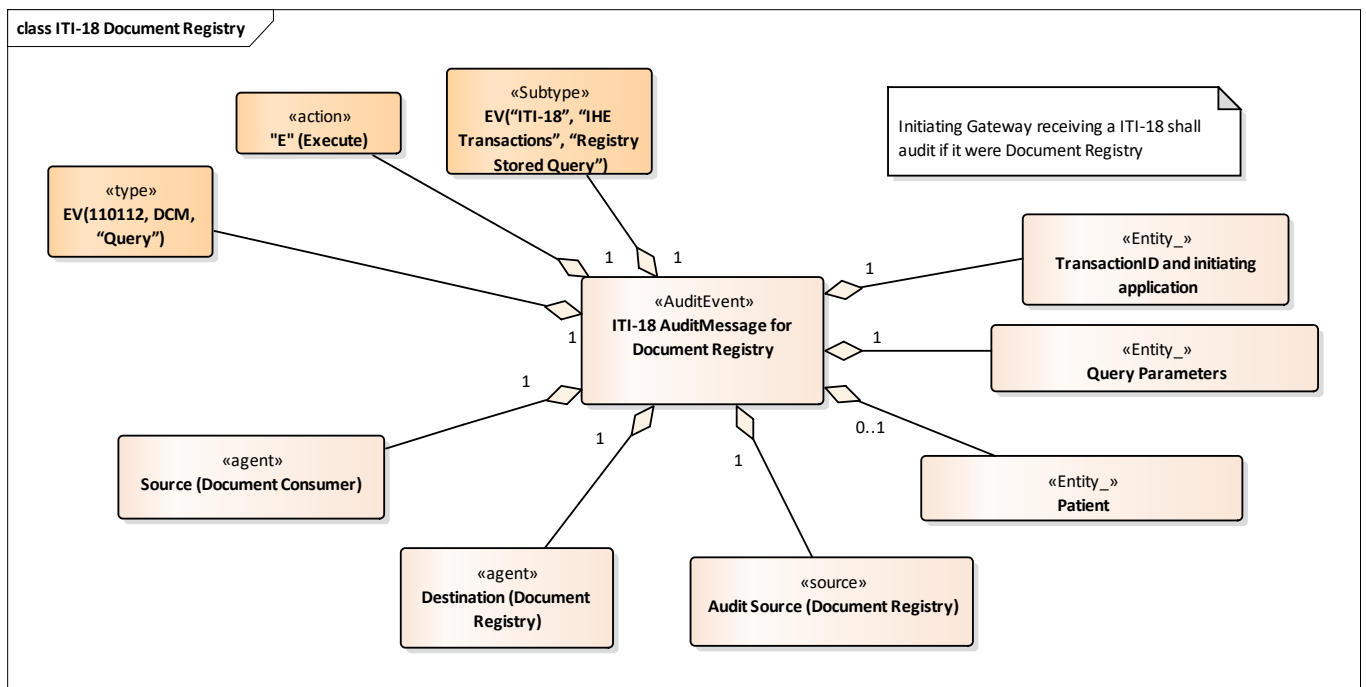 class ITI-18 Document Registry
«Subtype»
EV(“ITI-18”, “IHE
Transactions”, “Registry
Stored Query”)
«action»
"E" (Execute)
Initiating Gateway receiving a ITI-18 shall
audit if it were Document Registry
«type»
EV(110112, DCM,
“Query”)
«Entity_»
TransactionID and initiating
application
1
1
1
«AuditEvent»
ITI-18 AuditMessage for
Document Registry
1
1
«Entity_»
Query Parameters
1
0..1
1
1
«agent»
Source (Document Consumer)
«Entity_»
Patient
«agent»
Destination (Document
Registry)
«source»
Audit Source (Document Registry)